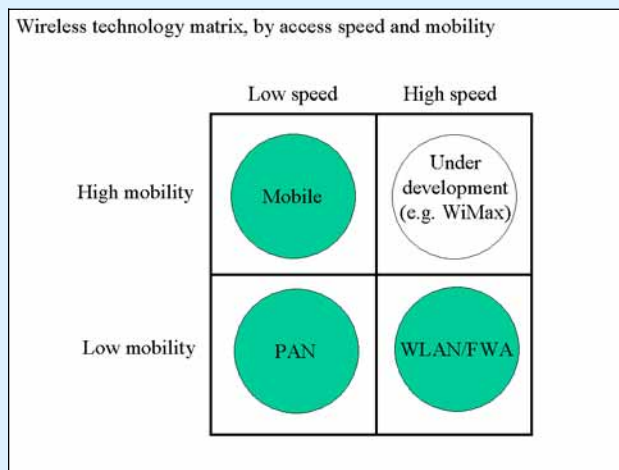 Wireless technology matrix, by access speed and mobility
Low speed
High speed
High mobility
Mobile
Under
development
(e.g. WiMax)
Low mobility
PAN
WLAN/FWA